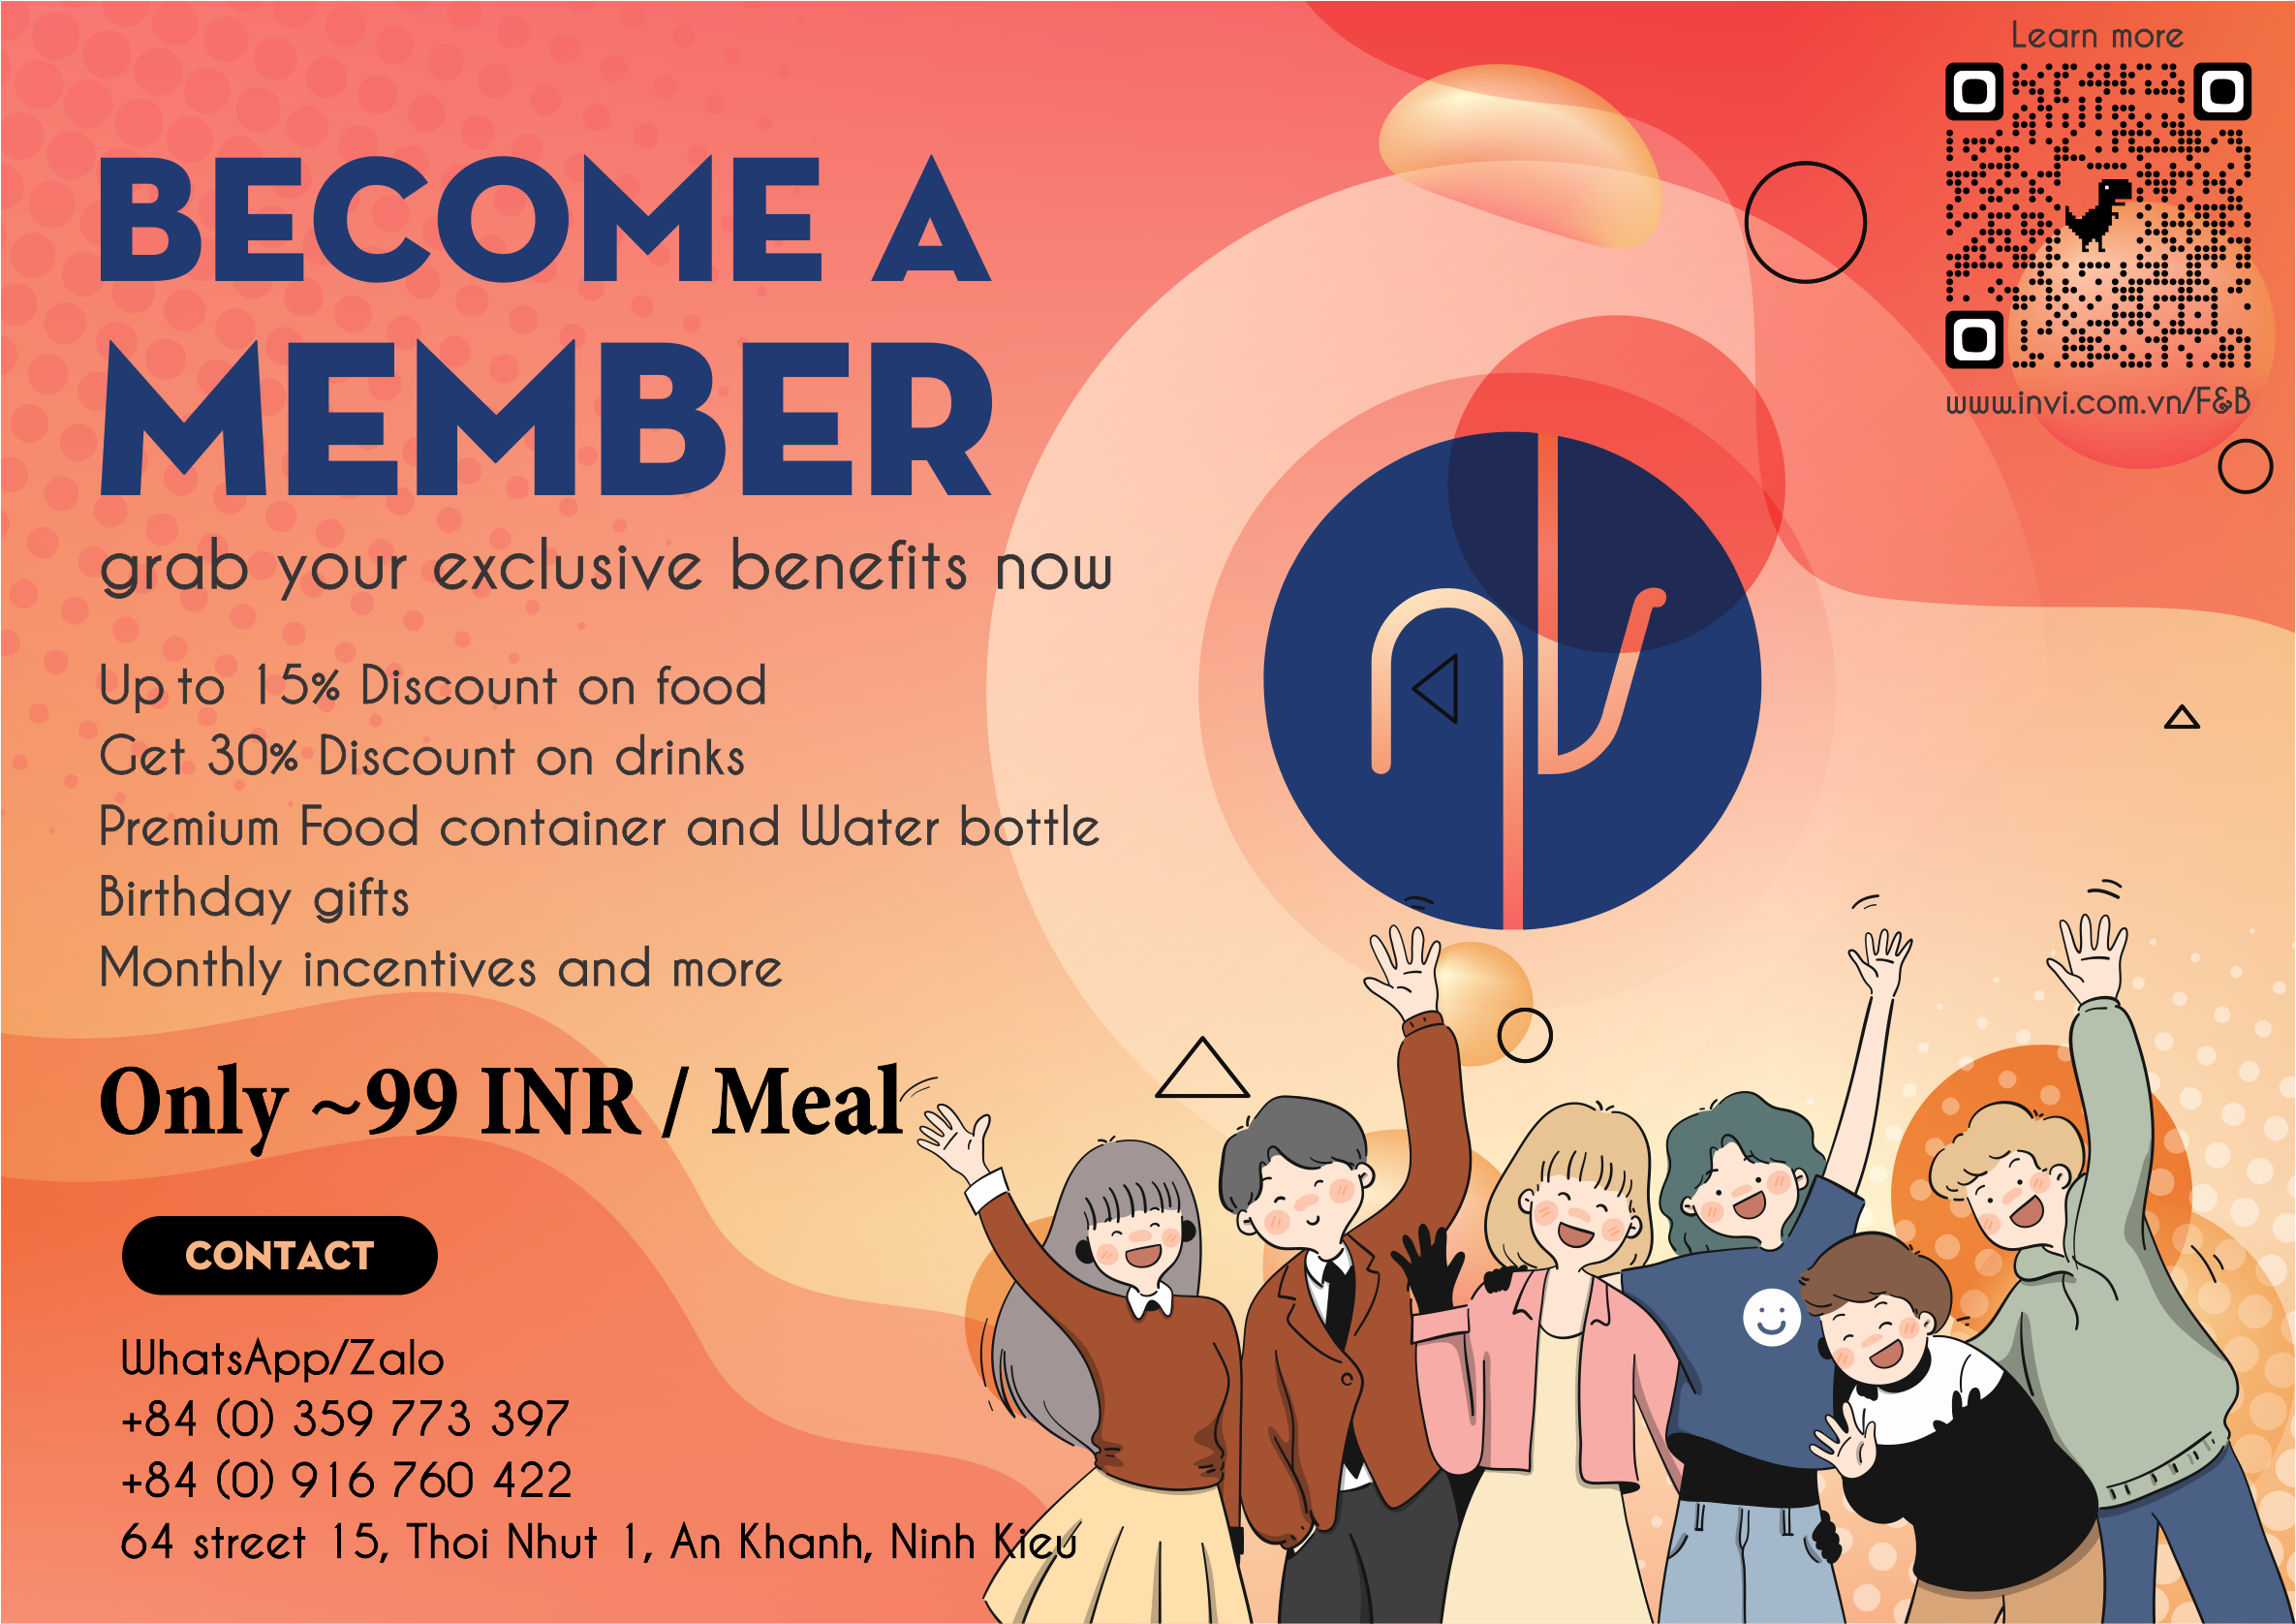 Learn more
www.invi.com.vn/F&B
BECOME A
MEMBER
grab your exclusive benefits now
Up to 15% Discount on food
Get 30% Discount on drinks
Premium Food container and Water bottle
Birthday gifts
Monthly incentives and more
Only ~99 INR / Meal
CONTACT
WhatsApp/Zalo
+84 (0) 359 773 397
+84 (0) 916 760 422
64 street 15, Thoi Nhut 1, An Khanh, Ninh Kieu